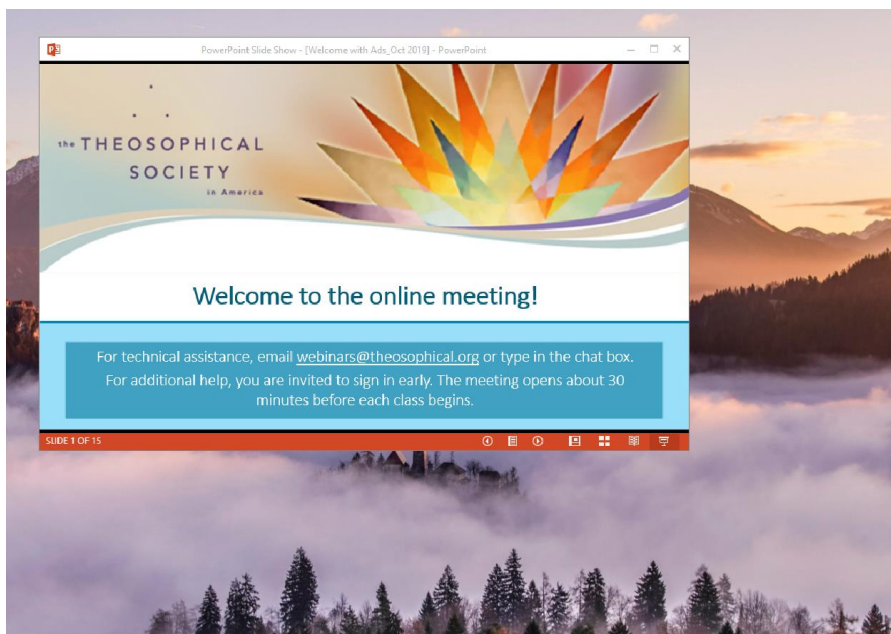 PowerPoint Slide Show - [Welcome with Ads_Oct 2019] - PowerPoint
the THEOSOPHICAL
SOCIETY
in America
Welcome to the online meeting!
For technical assistance, email webinars@theosophical.org or type in the chat box.
For additional help, you are invited to sign in early. The meeting opens about 30
minutes before each class begins.
SLIDE 1 OF 15